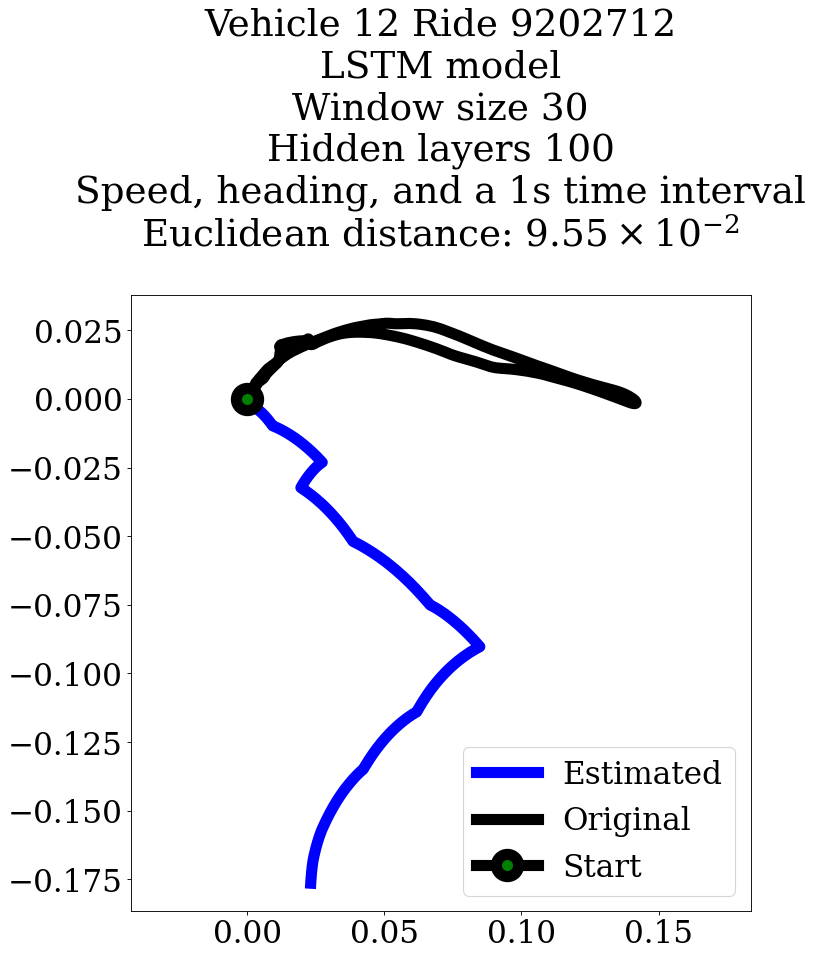 Vehicle 12 Ride 9202712
LSTM model
Window size 30
Hidden layers 100
Speed, heading, and a 1s time interval
Euclidean distance: 9.55 × 10⁻²
0.025
0.000
−0.025
−0.050
−0.075
−0.100
−0.125
−0.150
−0.175
Estimated
Original
Start
0.00 0.05 0.10 0.15